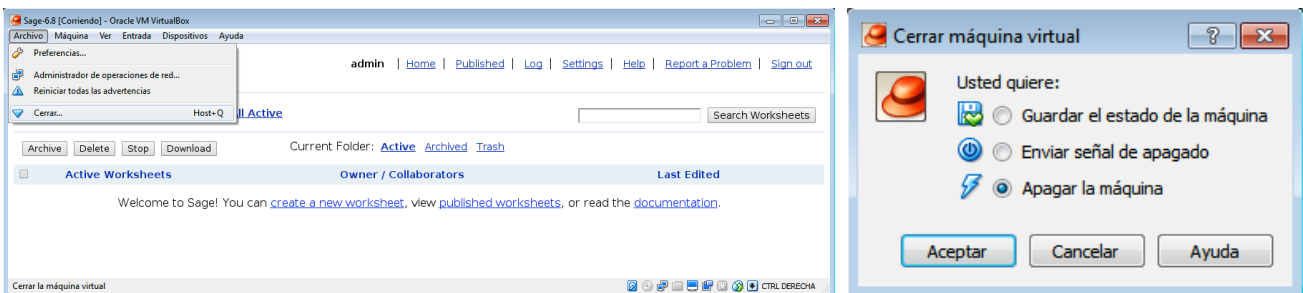 Sage-6.8 [Corriendo] - Oracle VM VirtualBox
Archivo Máquina Ver Entrada Dispositivos Ayuda
Preferencias...
Administrador de operaciones de red...
Reiniciar todas las advertencias
Cerrar... Host+Q
admin | Home | Published | Log | Settings | Help | Report a Problem | Sign out
ll Active
Search Worksheets
Archive Delete Stop Download Current Folder: Active Archived Trash
Active Worksheets Owner / Collaborators Last Edited
Welcome to Sage! You can create a new worksheet, view published worksheets, or read the documentation.
Cerrar la máquina virtual CTRL DERECHA
Cerrar máquina virtual
Usted quiere:
Guardar el estado de la máquina
Enviar señal de apagado
Apagar la máquina
Aceptar Cancelar Ayuda